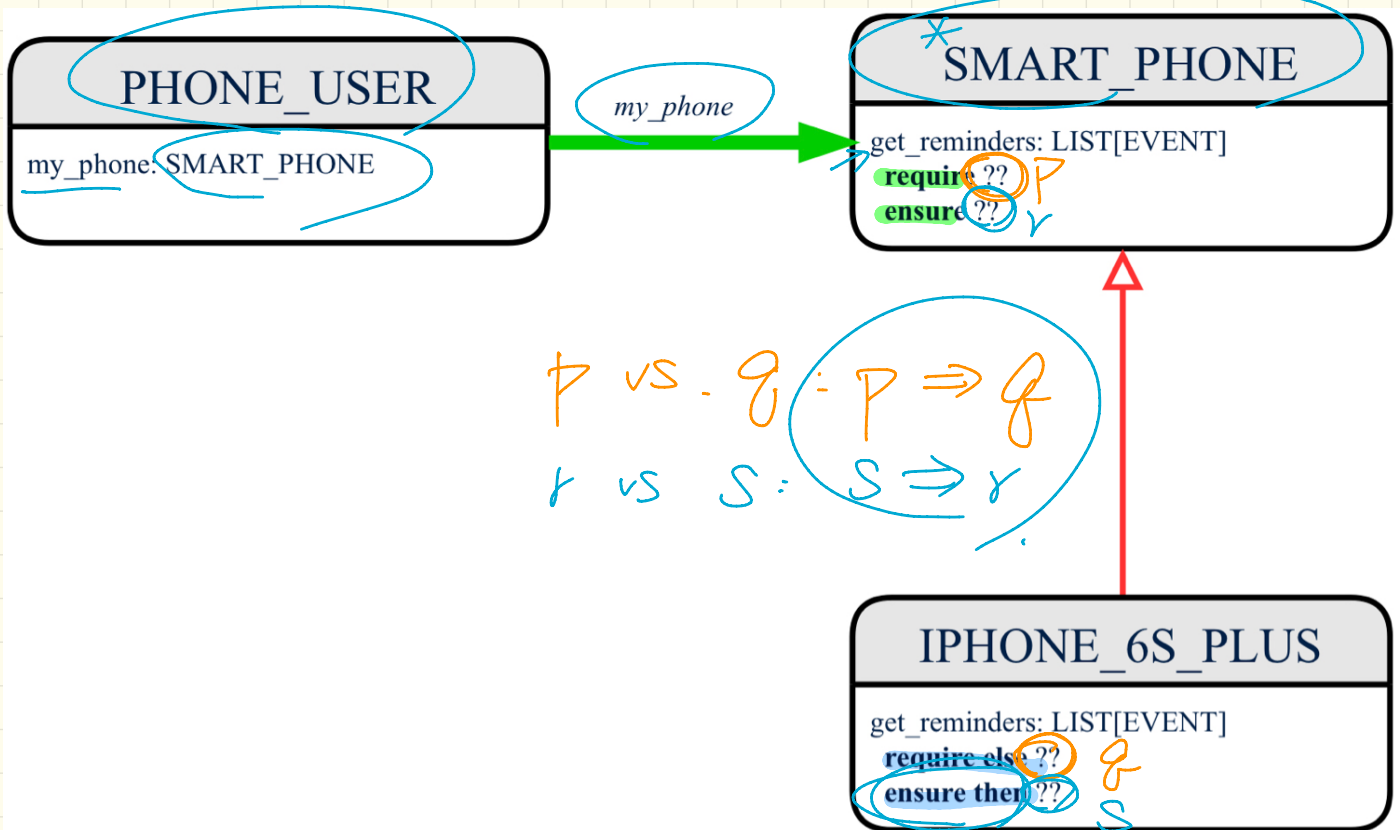 PHONE_USER
my_phone: SMART_PHONE
my_phone
*
SMART_PHONE
get_reminders: LIST[EVENT]
require ?? p
ensure ?? r
p vs. q : p ⇒ q
r vs s: s ⇒ r
IPHONE_6S_PLUS
get_reminders: LIST[EVENT]
require else ?? q
ensure then ?? s